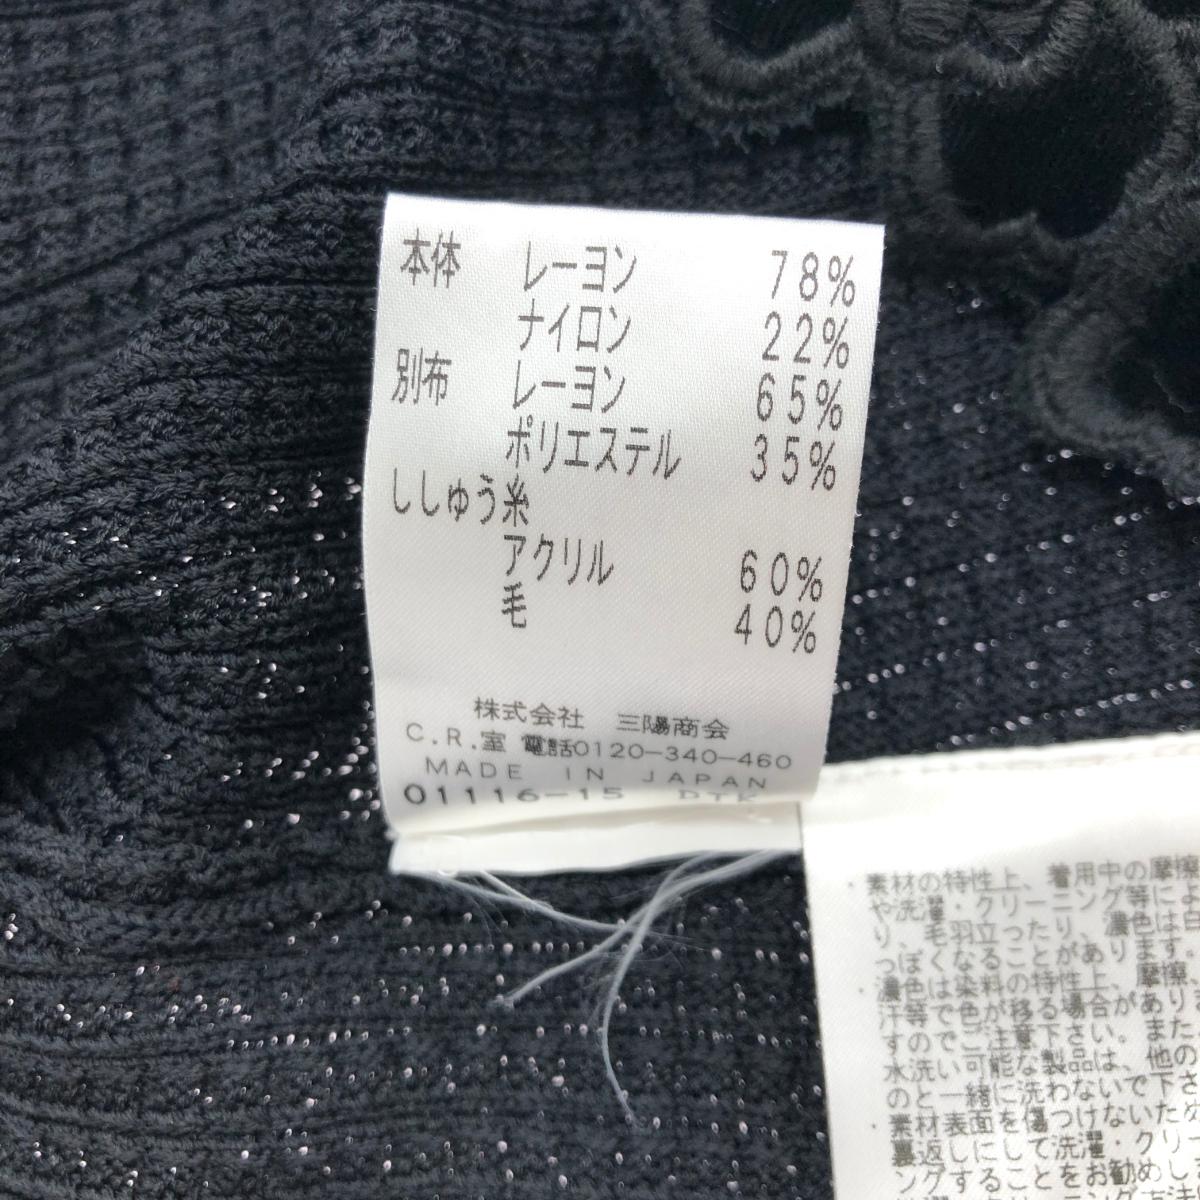 本体 レーヨン 78%
ナイロン 22%
別布 レーヨン 65%
ポリエステル 35%
ししゅう糸
アクリル 60%
毛 40%
株式会社 三陽商会
C.R.室 電話0120-340-460
MADE IN JAPAN
01116-15 DTK
・素材の特性上、着用中の摩擦
や洗濯・クリーニング等によ
り、毛羽立ったり、濃色は白
っぽくなることがあります。
・濃色は染料の特性上、摩擦、
汗等で色が移る場合があり
すのでご注意下さい。また、
水洗い可能な製品は、他の
のと一緒に洗わないで下さ
・素材表面を傷つけないため
裏返しにして洗濯・クリ
ングすることをお勧めし